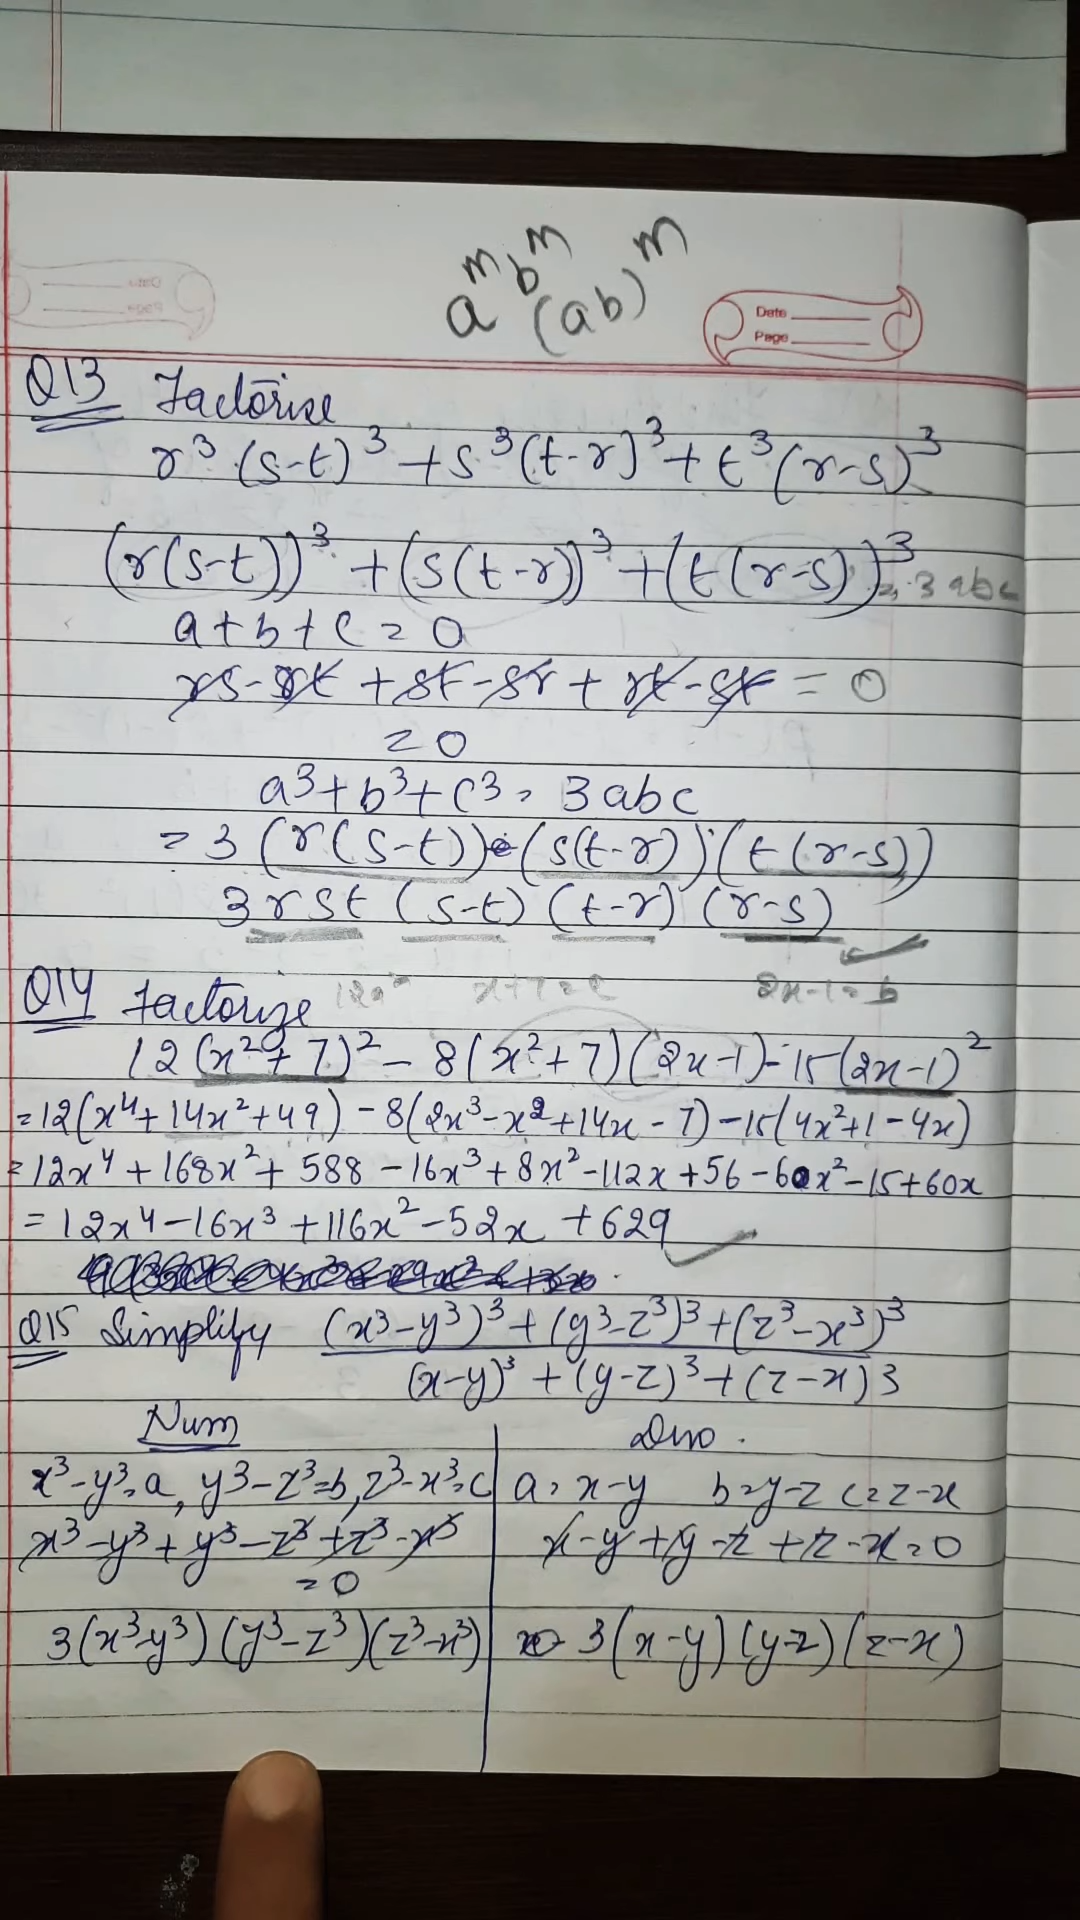 a^m b^m (ab)^m
Date
Page
Q13 Factorise
r³ (s-t)³ + s³(t-r)³ + t³(r-s)³
(r(s-t))³ + (s(t-r))³ + (t(r-s))³ = 3abc
a+b+c = 0
rs - rt + st - sr + rt - st = 0
= 0
a³+b³+c³ = 3abc
= 3 (r(s-t)) (s(t-r)) (t(r-s))
3rst (s-t) (t-r) (r-s)
Q14 Factorize 2x-1 = b
12(x²+7)² - 8(x²+7)(2x-1) - 15(2x-1)²
=12(x⁴+14x²+49) - 8(2x³-x²+14x-7) - 15(4x²+1-4x)
=12x⁴+168x²+588-16x³+8x²-112x+56-60x²-15+60x
= 12x⁴-16x³+116x²-52x+629
Q15 Simplify (x³-y³)³+(y³-z³)³+(z³-x³)³
(x-y)³+(y-z)³+(z-x)3
Num
x³-y³=a, y³-z³=b, z³-x³=c
x³-y³+y³-z³+z³-x³
= 0
3(x³-y³)(y³-z³)(z³-x³)
Dno.
a = x-y b=y-z c=z-x
x-y+y-z+z-x=0
3(x-y)(y-z)(z-x)